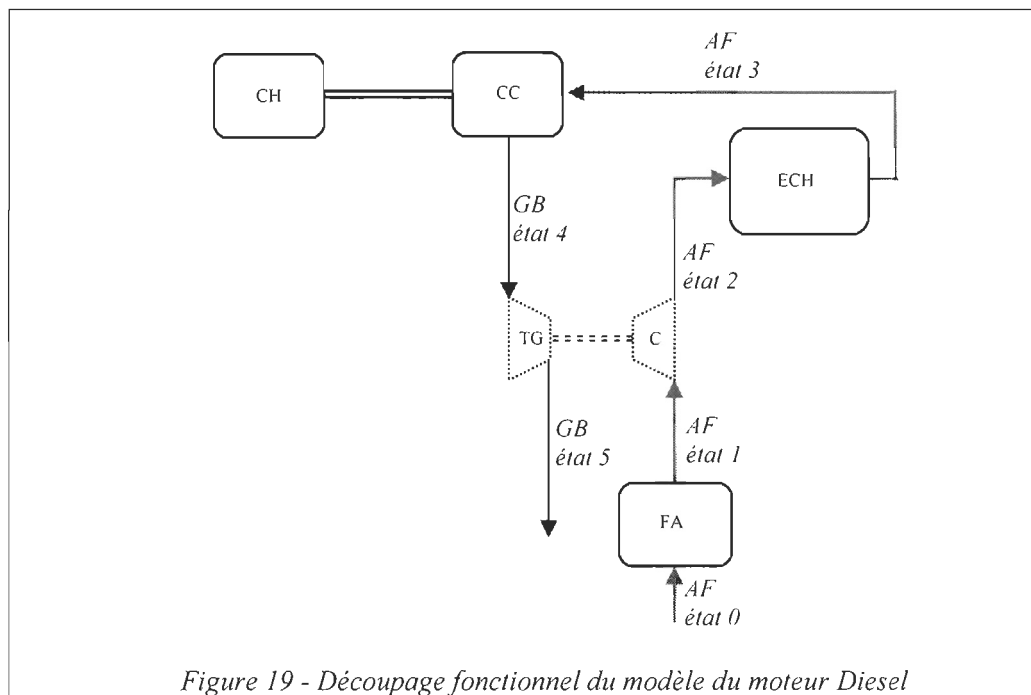 AF
état 3
CH
CC
ECH
GB
état 4
AF
état 2
TG
C
GB
état 5
AF
état 1
FA
AF
état 0
Figure 19 - Découpage fonctionnel du modèle du moteur Diesel